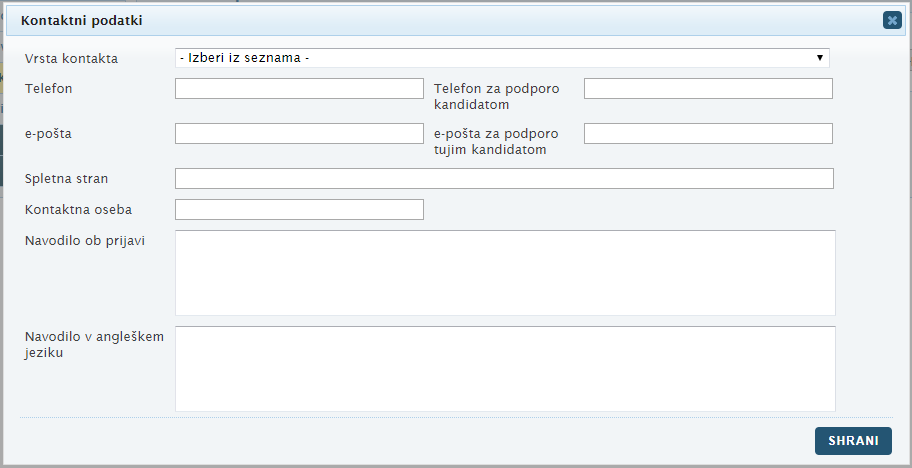 Kontaktni podatki
Vrsta kontakta
- Izberi iz seznama -
Telefon
Telefon za podporo
kandidatom
e-pošta
e-pošta za podporo
tujim kandidatom
Spletna stran
Kontaktna oseba
Navodilo ob prijavi
Navodilo v angleškem
jeziku
SHRANI